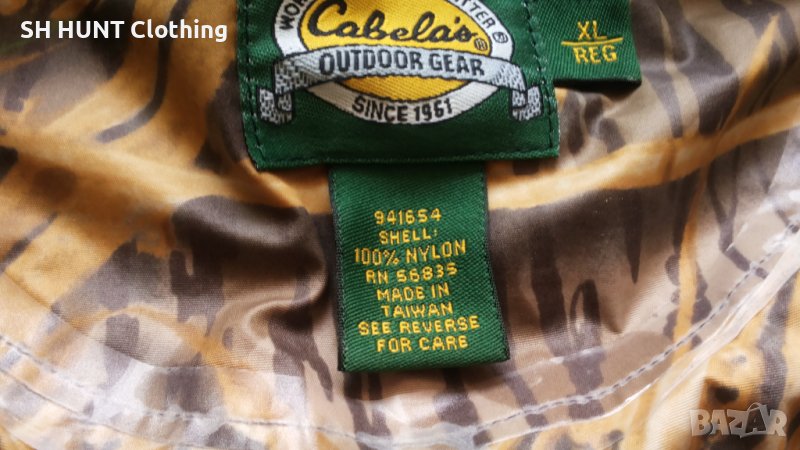 SH HUNT Clothing
Cabela's®
OUTDOOR GEAR
SINCE 1961
XL
REG
941654
SHELL:
100% NYLON
RN 56835
MADE IN
TAIWAN
SEE REVERSE
FOR CARE
BAZAR